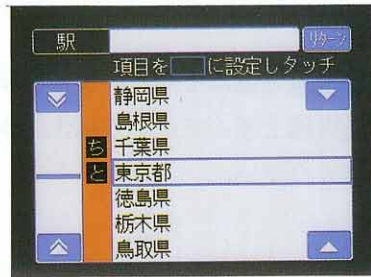 駅
リターン
項目を に設定しタッチ
静岡県
島根県
ち 千葉県
と 東京都
徳島県
栃木県
鳥取県